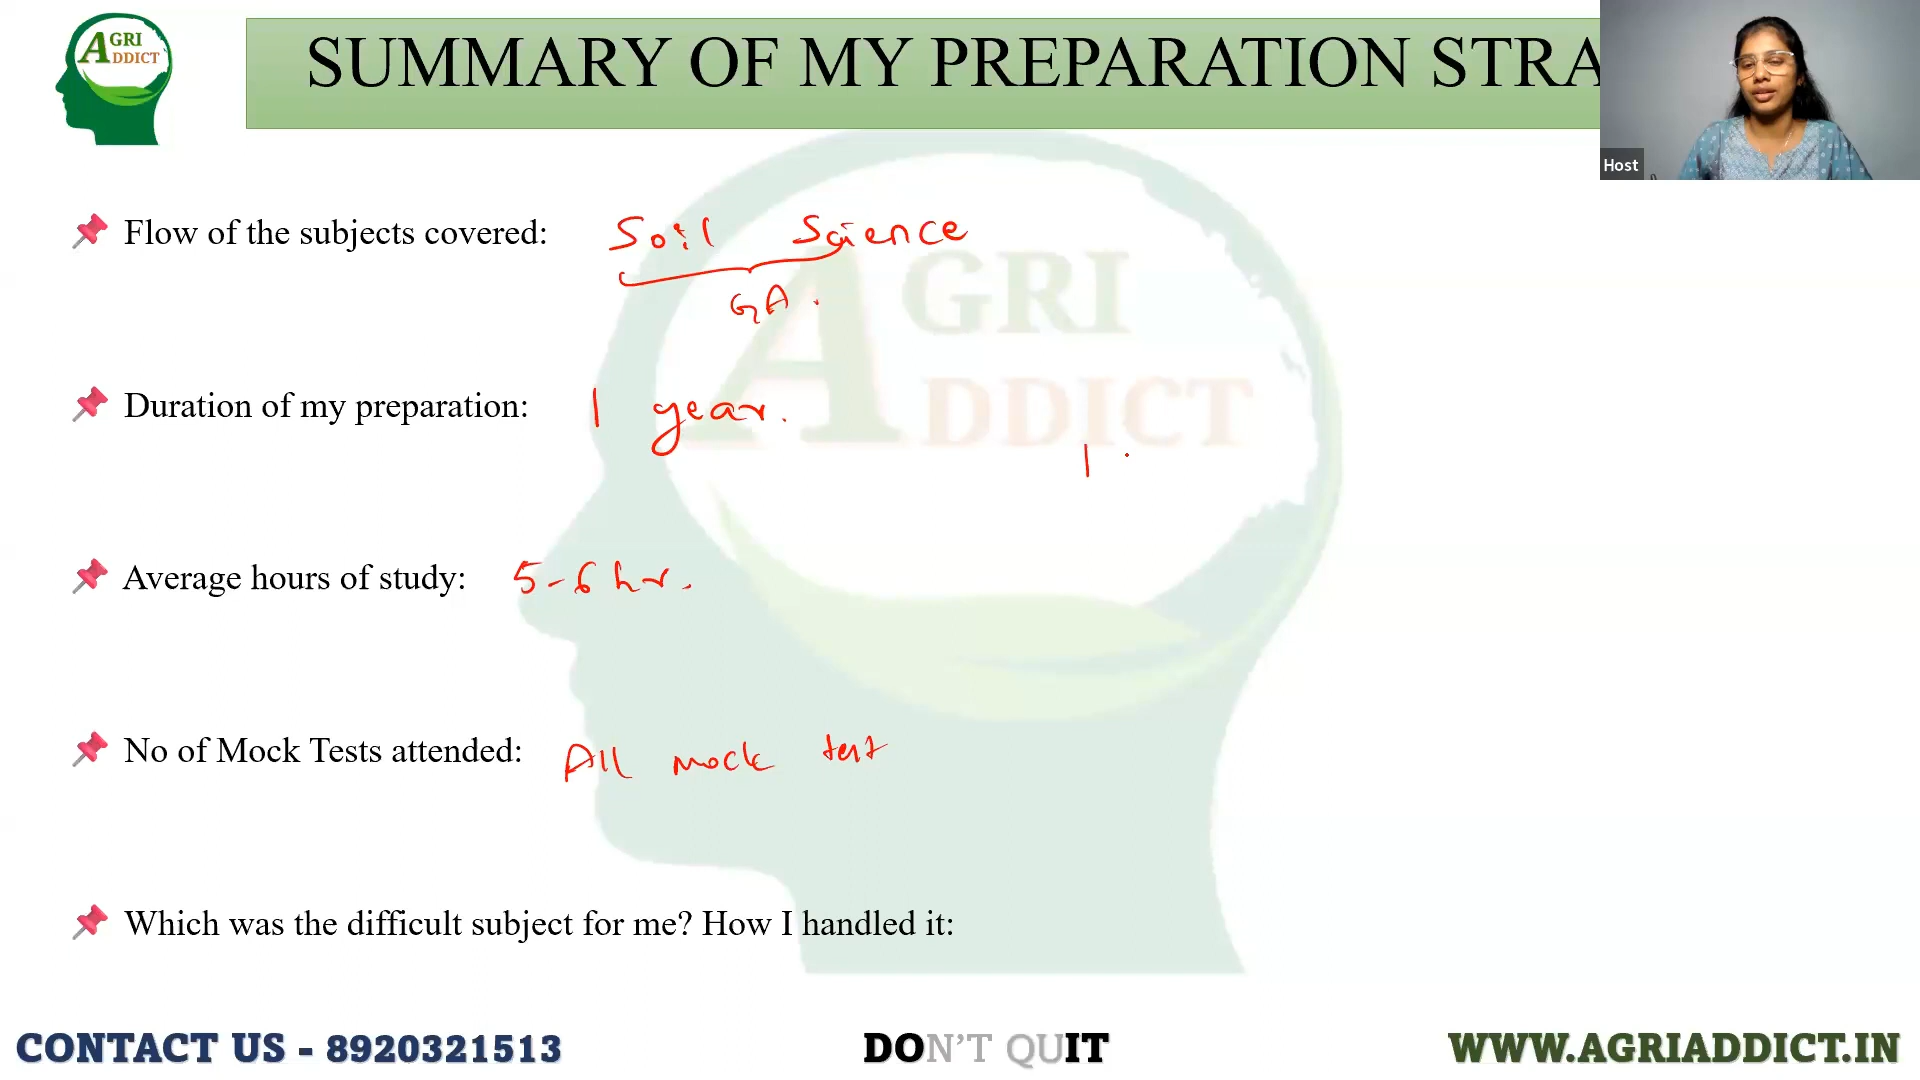 AGRI
ADDICT
SUMMARY OF MY PREPARATION STRA
Host
Flow of the subjects covered: Soil Science
GA.
AGRI
ADDICT
Duration of my preparation: 1 year.
1 .
Average hours of study: 5-6 hr.
No of Mock Tests attended: All mock test
Which was the difficult subject for me? How I handled it:
CONTACT US - 8920321513
DON'T QUIT
WWW.AGRIADDICT.IN